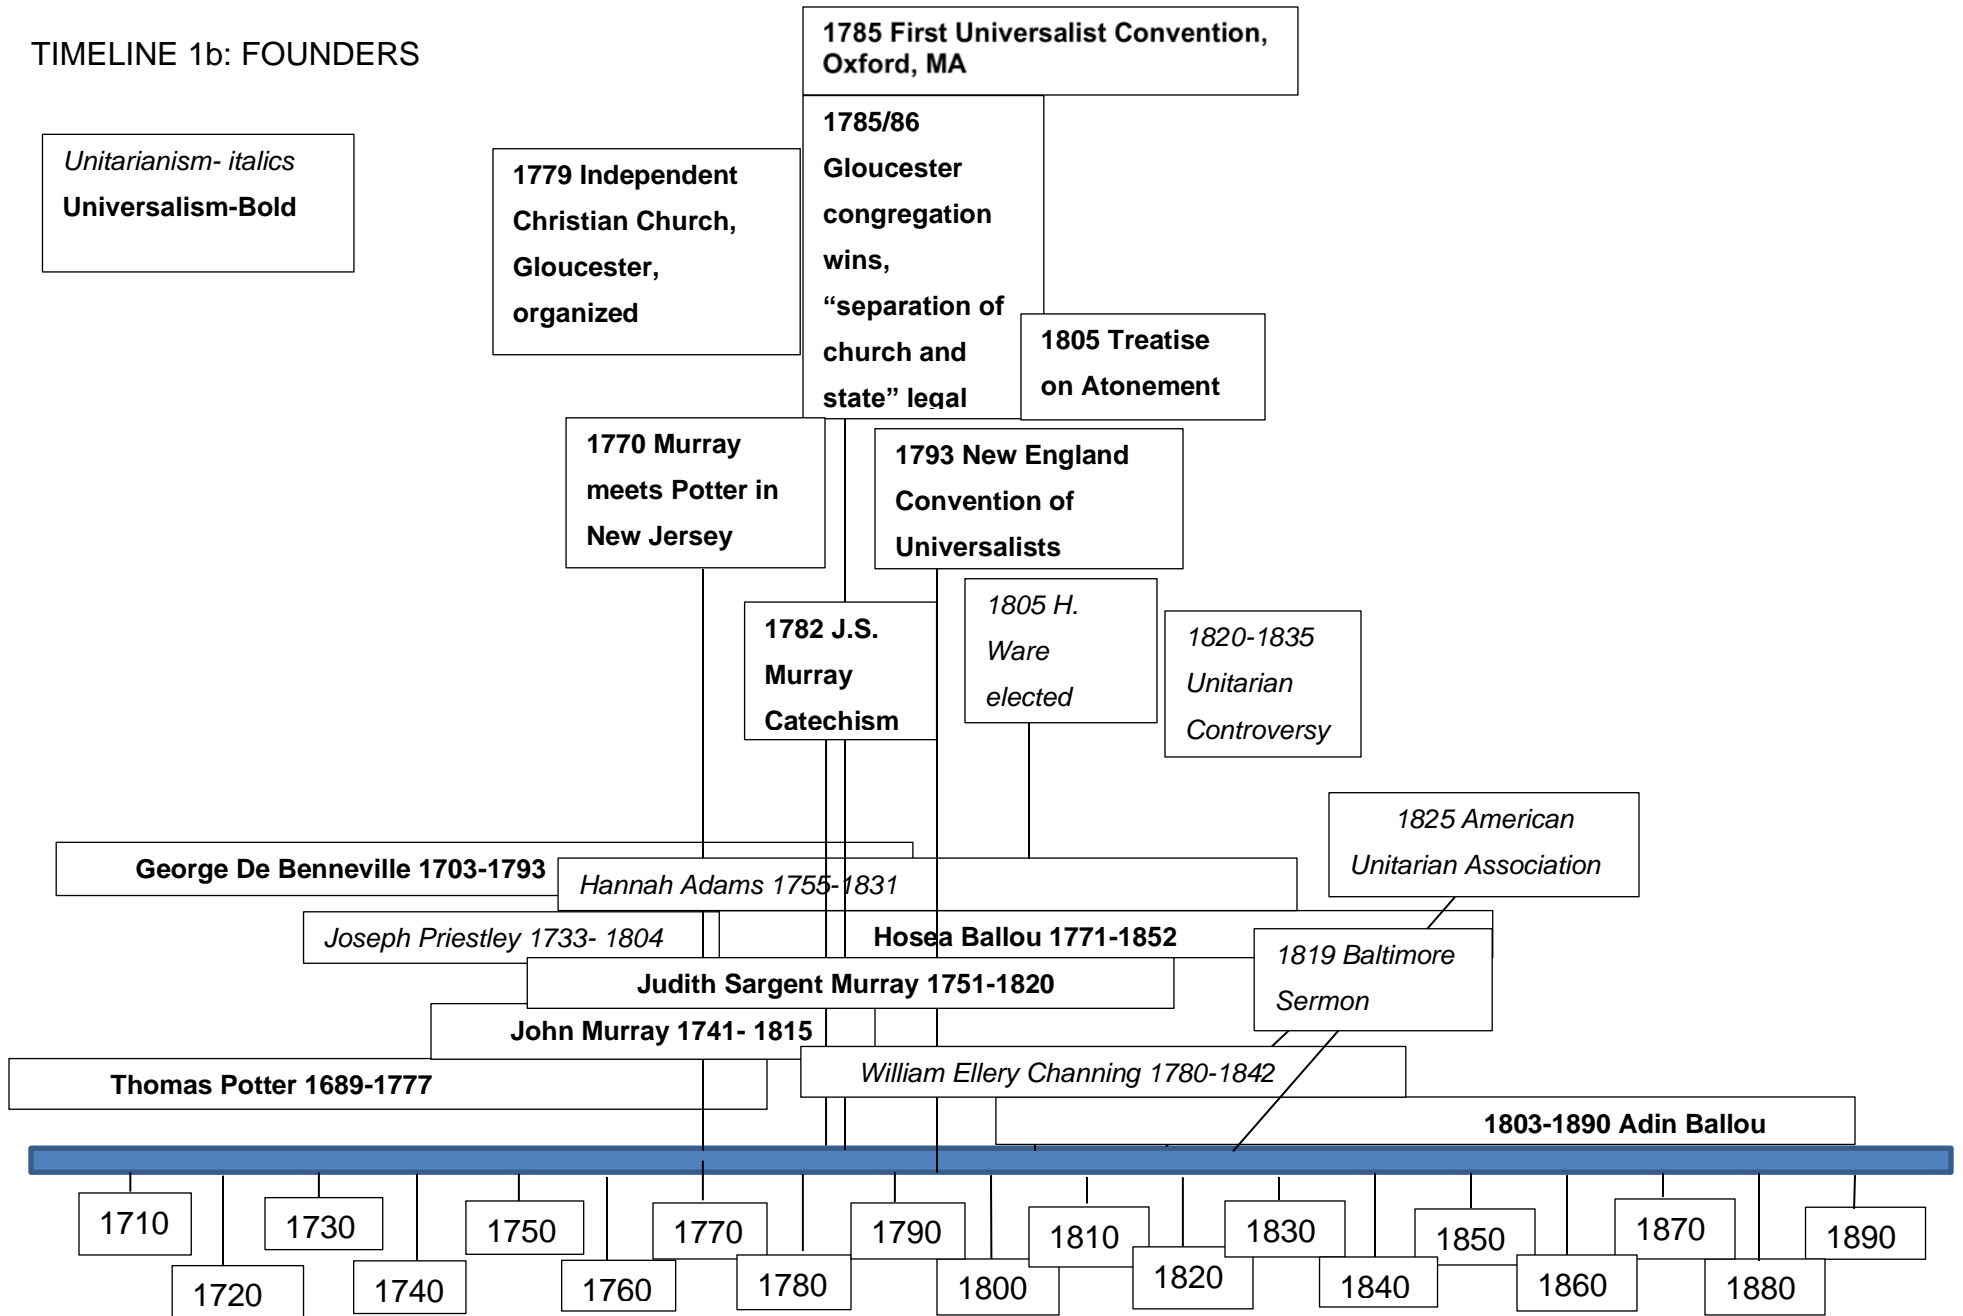 TIMELINE 1b: FOUNDERS
1785 First Universalist Convention,
Oxford, MA
Unitarianism- italics
Universalism-Bold
1779 Independent
Christian Church,
Gloucester,
organized
1785/86
Gloucester
congregation
wins,
“separation of
church and
state” legal
1805 Treatise
on Atonement
1770 Murray
meets Potter in
New Jersey
1793 New England
Convention of
Universalists
1782 J.S.
Murray
Catechism
1805 H.
Ware
elected
1820-1835
Unitarian
Controversy
1825 American
Unitarian Association
George De Benneville 1703-1793
Hannah Adams 1755-1831
Joseph Priestley 1733- 1804
Hosea Ballou 1771-1852
1819 Baltimore
Sermon
Judith Sargent Murray 1751-1820
John Murray 1741- 1815
William Ellery Channing 1780-1842
Thomas Potter 1689-1777
1803-1890 Adin Ballou
1710
1720
1730
1740
1750
1760
1770
1780
1790
1800
1810
1820
1830
1840
1850
1860
1870
1880
1890